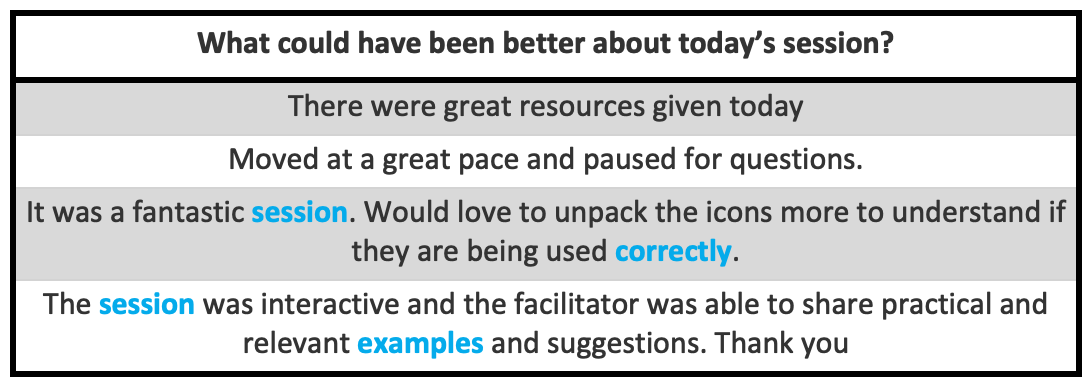 What could have been better about today’s session?
There were great resources given today
Moved at a great pace and paused for questions.
It was a fantastic session. Would love to unpack the icons more to understand if
they are being used correctly.
The session was interactive and the facilitator was able to share practical and
relevant examples and suggestions. Thank you